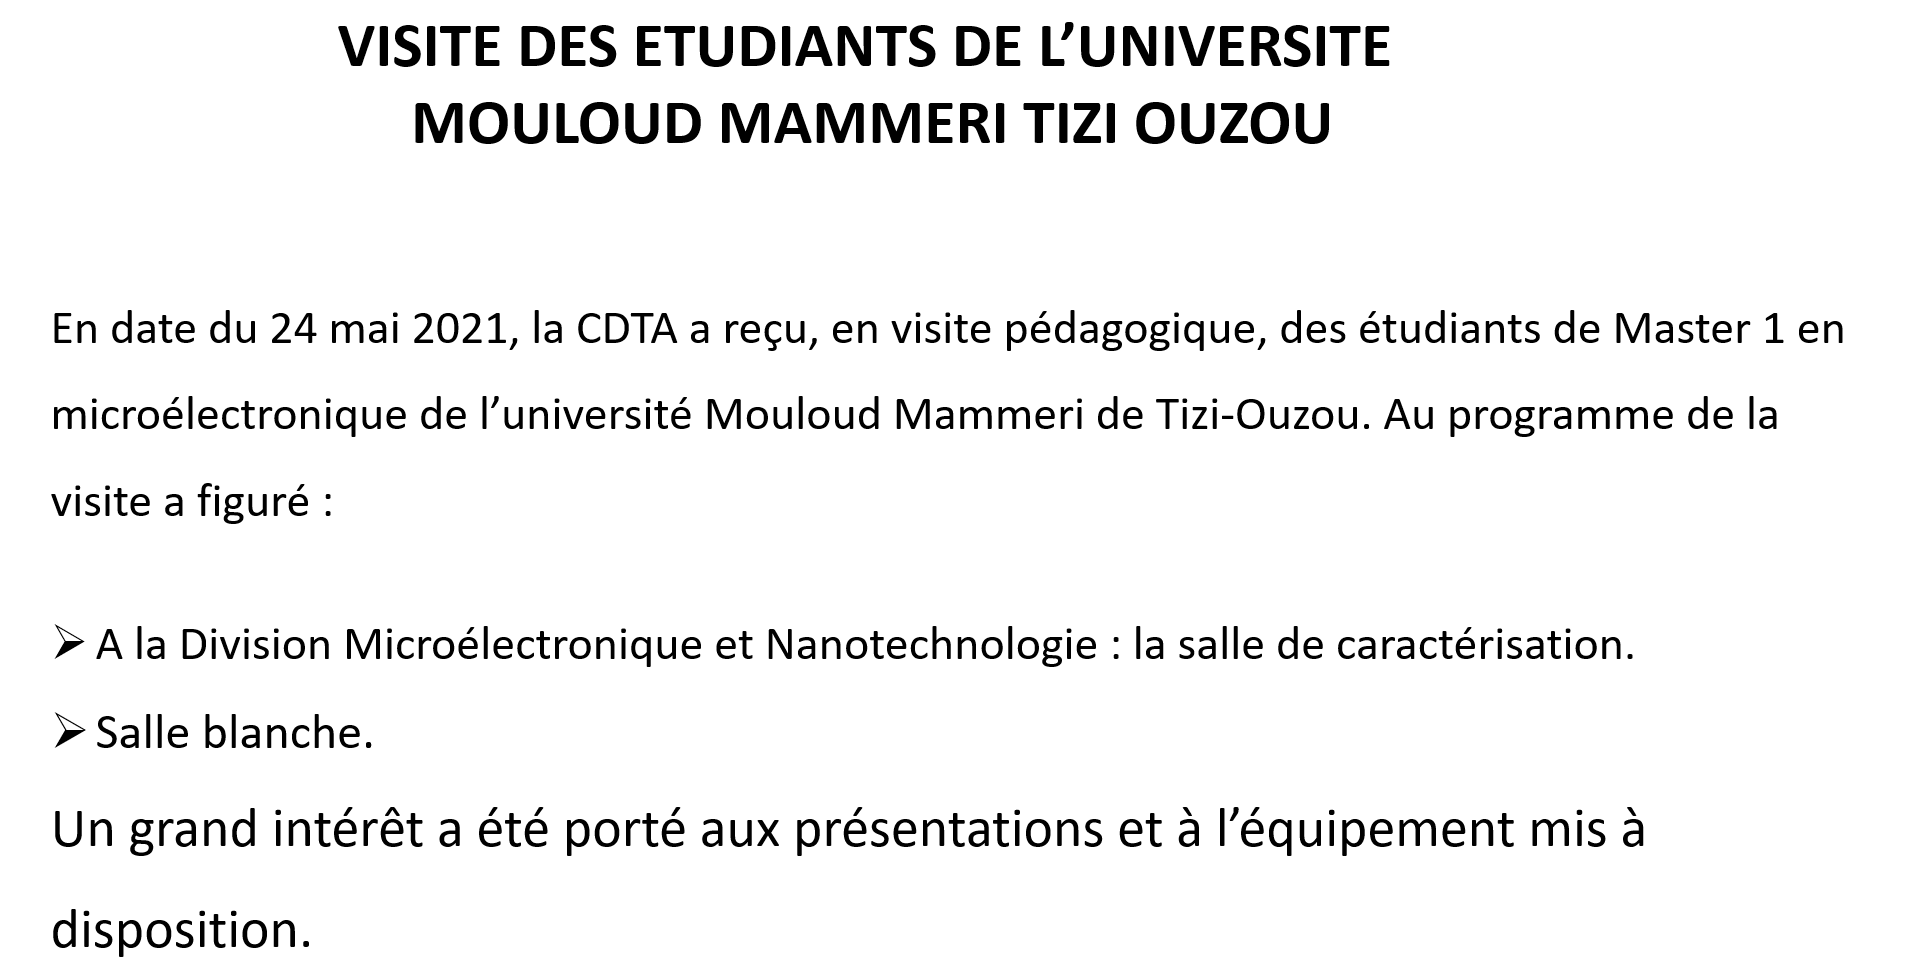 VISITE DES ETUDIANTS DE L’UNIVERSITE
MOULOUD MAMMERI TIZI OUZOU
En date du 24 mai 2021, la CDTA a reçu, en visite pédagogique, des étudiants de Master 1 en
microélectronique de l’université Mouloud Mammeri de Tizi-Ouzou. Au programme de la
visite a figuré :
➢ A la Division Microélectronique et Nanotechnologie : la salle de caractérisation.
➢ Salle blanche.
Un grand intérêt a été porté aux présentations et à l’équipement mis à
disposition.